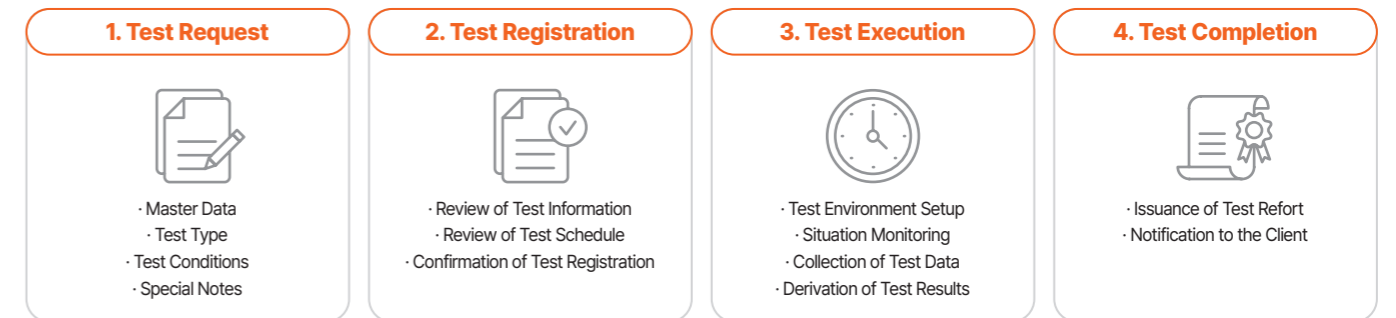 1. Test Request
· Master Data
· Test Type
· Test Conditions
· Special Notes
2. Test Registration
· Review of Test Information
· Review of Test Schedule
· Confirmation of Test Registration
3. Test Execution
· Test Environment Setup
· Situation Monitoring
· Collection of Test Data
· Derivation of Test Results
4. Test Completion
· Issuance of Test Refort
· Notification to the Client